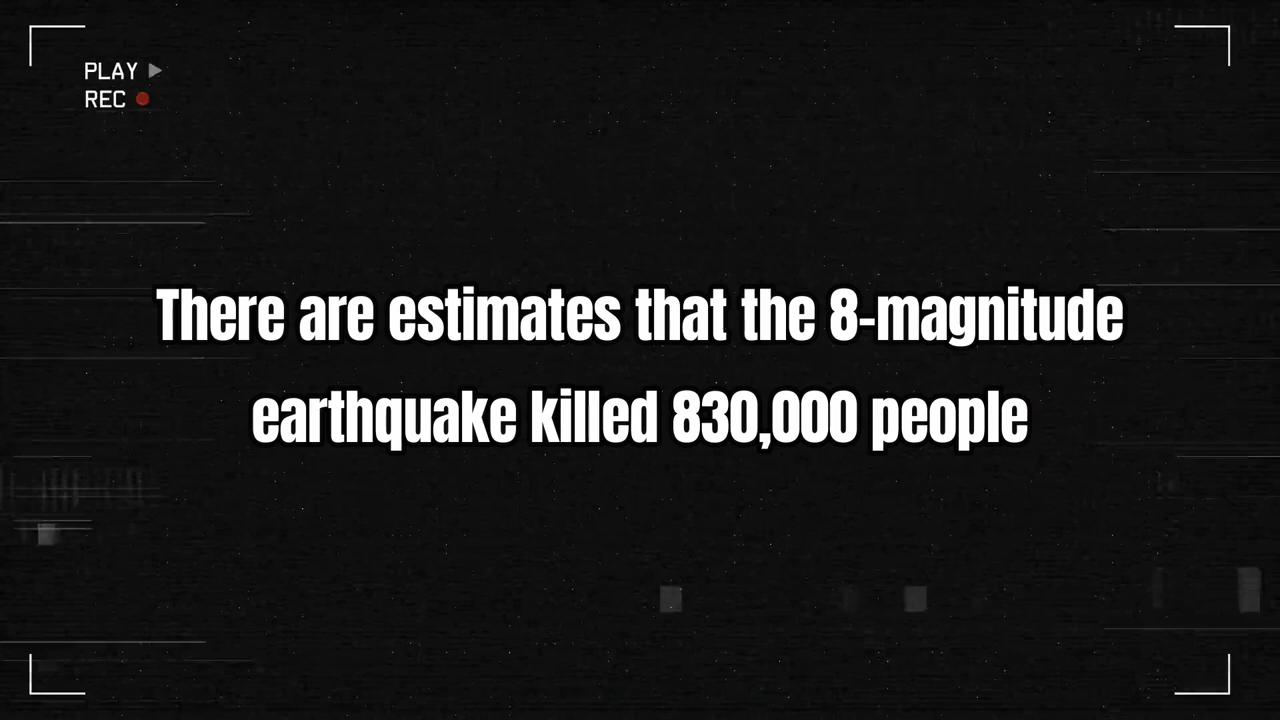 PLAY
REC
There are estimates that the 8-magnitude
earthquake killed 830,000 people